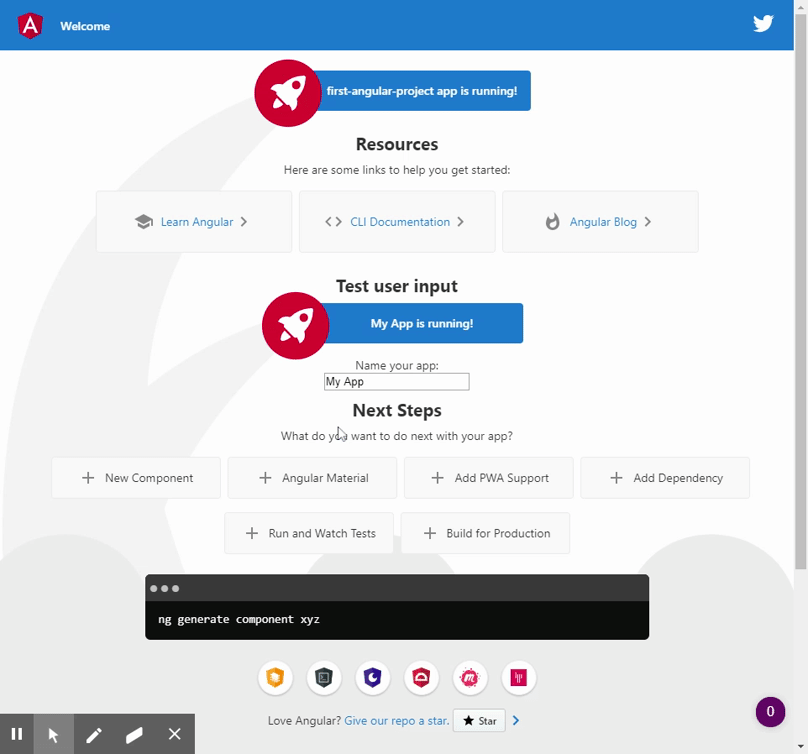 Welcome
first-angular-project app is running!
Resources
Here are some links to help you get started:
Learn Angular
CLI Documentation
Angular Blog
Test user input
My App is running!
Name your app:
My App
Next Steps
What do you want to do next with your app?
New Component
Angular Material
Add PWA Support
Add Dependency
Run and Watch Tests
Build for Production
ng generate component xyz
Love Angular? Give our repo a star. Star
0